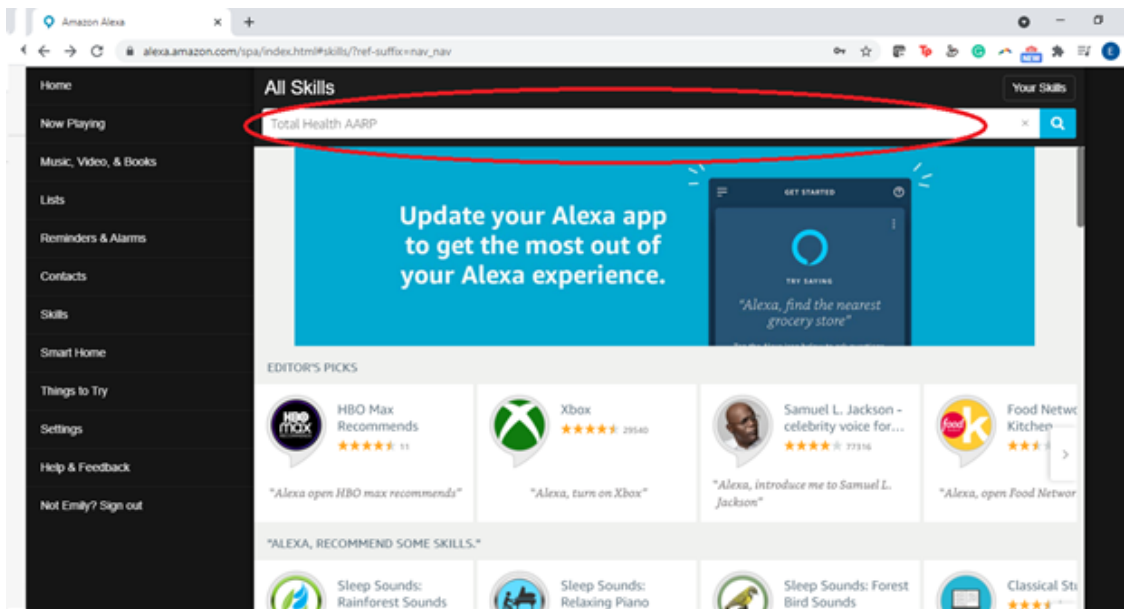 Amazon Alexa
alexa.amazon.com/spa/index.html#skills/?ref-suffix=nav_nav
NEW
E
Home
Now Playing
Music, Video, & Books
Lists
Reminders & Alarms
Contacts
Skills
Smart Home
Things to Try
Settings
Help & Feedback
Not Emily? Sign out
All Skills
Your Skills
Total Health AARP
Update your Alexa app
to get the most out of
your Alexa experience.
GET STARTED
TRY SAYING
"Alexa, find the nearest
grocery store"
EDITOR'S PICKS
HBO
max
HBO Max
Recommends
11
"Alexa open HBO max recommends"
Xbox
29540
"Alexa, turn on Xbox"
Samuel L. Jackson -
celebrity voice for...
77316
"Alexa, introduce me to Samuel L.
Jackson"
food
Food Netwo
Kitchen
"Alexa, open Food Networ
"ALEXA, RECOMMEND SOME SKILLS."
Sleep Sounds:
Rainforest Sounds
Sleep Sounds:
Relaxing Piano
Sleep Sounds: Forest
Bird Sounds
Classical Stu